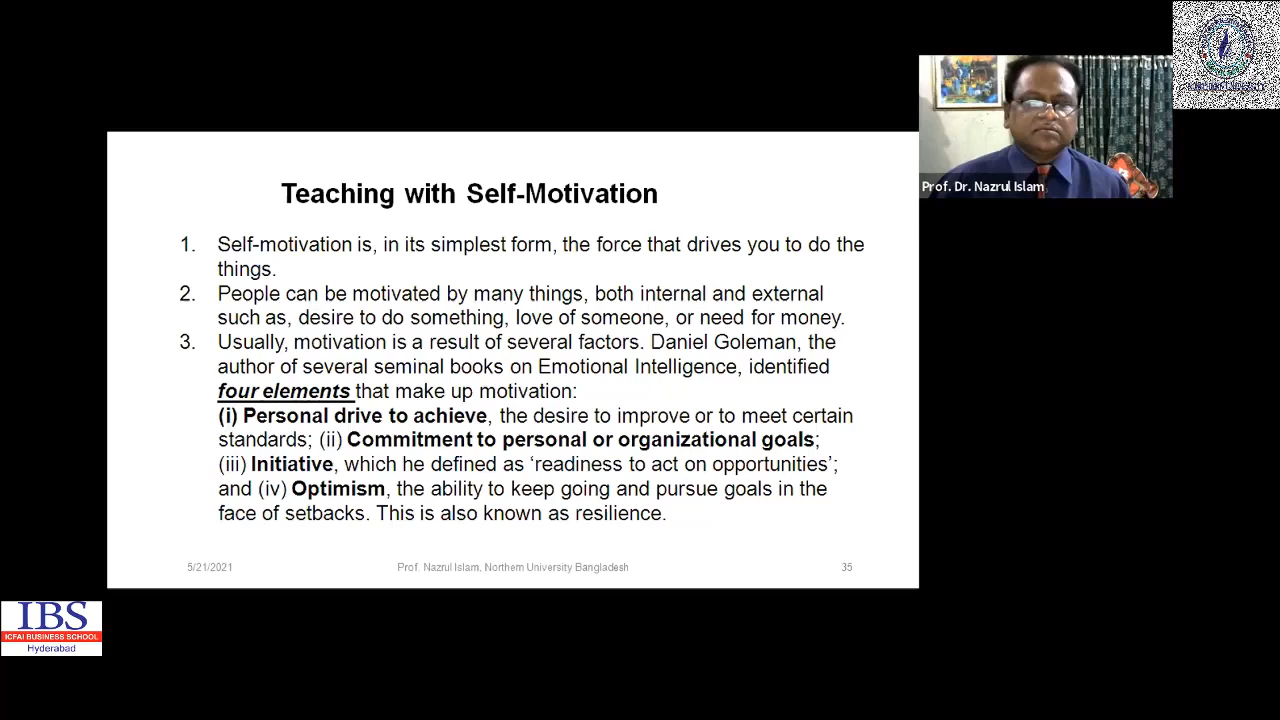 Teaching with Self-Motivation
1. Self-motivation is, in its simplest form, the force that drives you to do the
things.
2. People can be motivated by many things, both internal and external
such as, desire to do something, love of someone, or need for money.
3. Usually, motivation is a result of several factors. Daniel Goleman, the
author of several seminal books on Emotional Intelligence, identified
four elements that make up motivation:
(i) Personal drive to achieve, the desire to improve or to meet certain
standards; (ii) Commitment to personal or organizational goals;
(iii) Initiative, which he defined as ‘readiness to act on opportunities’;
and (iv) Optimism, the ability to keep going and pursue goals in the
face of setbacks. This is also known as resilience.
5/21/2021
Prof. Nazrul Islam, Northern University Bangladesh
35
Prof. Dr. Nazrul Islam
IBS
ICFAI BUSINESS SCHOOL
Hyderabad